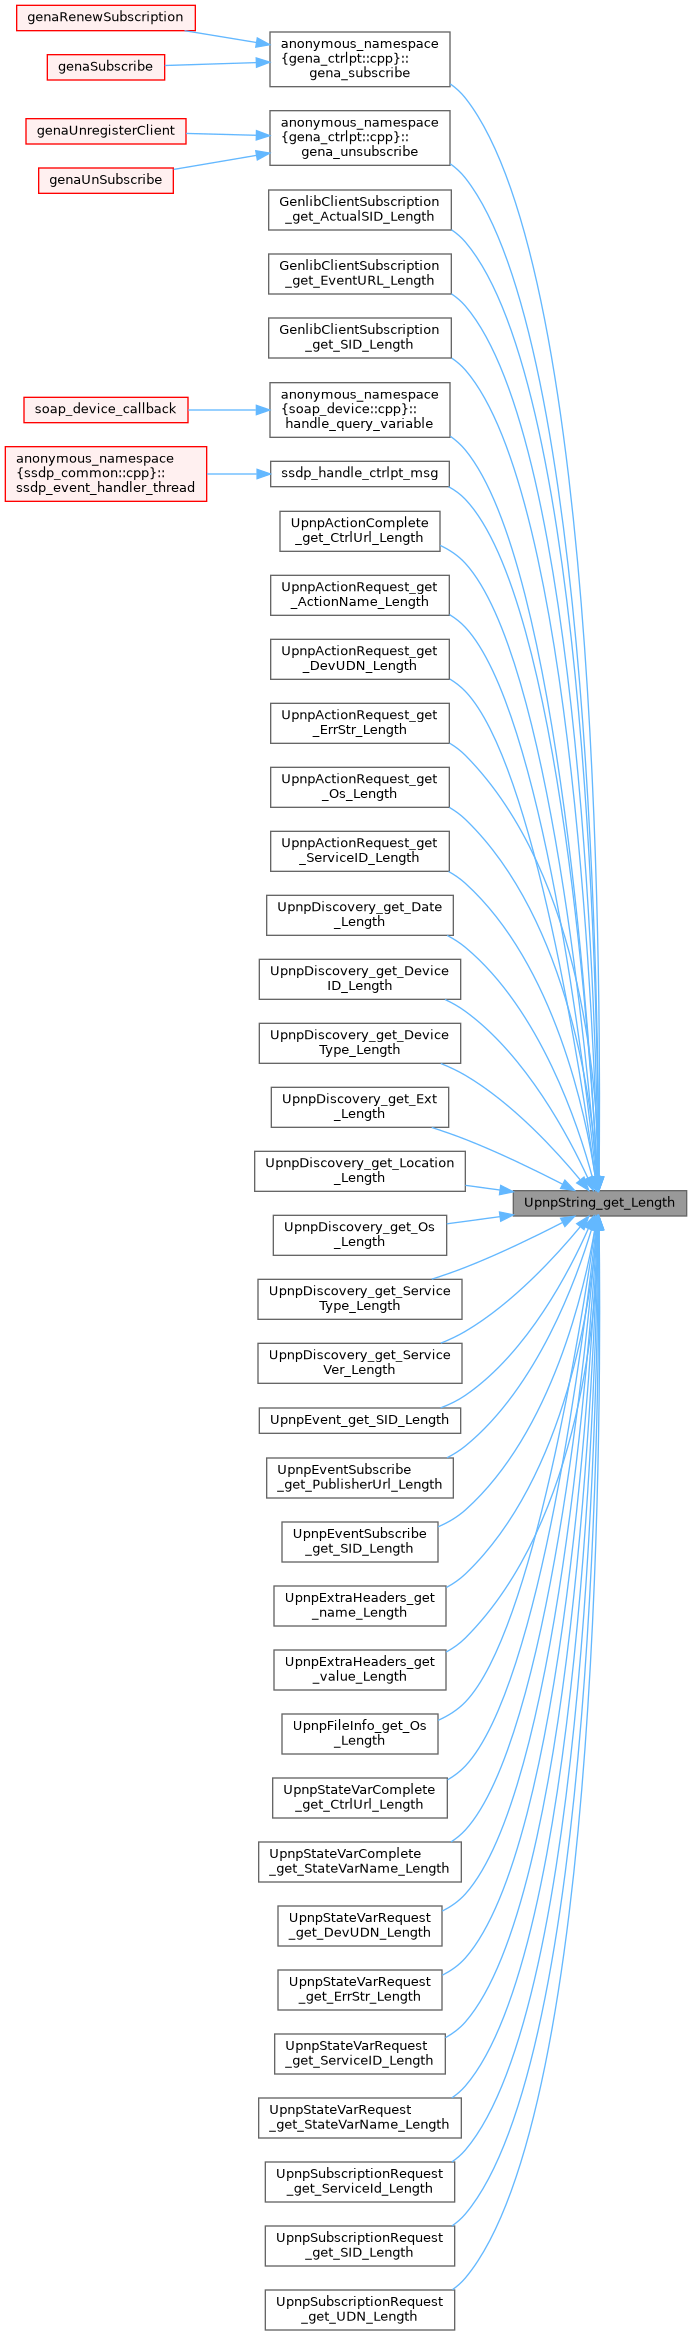 genaRenewSubscription
genaSubscribe
anonymous_namespace
{gena_ctrlpt::cpp}::
gena_subscribe
genaUnregisterClient
genaUnSubscribe
anonymous_namespace
{gena_ctrlpt::cpp}::
gena_unsubscribe
GenlibClientSubscription
_get_ActualSID_Length
GenlibClientSubscription
_get_EventURL_Length
GenlibClientSubscription
_get_SID_Length
soap_device_callback
anonymous_namespace
{soap_device::cpp}::
handle_query_variable
anonymous_namespace
{ssdp_common::cpp}::
ssdp_event_handler_thread
ssdp_handle_ctrlpt_msg
UpnpActionComplete
_get_CtrlUrl_Length
UpnpActionRequest_get
_ActionName_Length
UpnpActionRequest_get
_DevUDN_Length
UpnpActionRequest_get
_ErrStr_Length
UpnpActionRequest_get
_Os_Length
UpnpActionRequest_get
_ServiceID_Length
UpnpDiscovery_get_Date
_Length
UpnpDiscovery_get_Device
ID_Length
UpnpDiscovery_get_Device
Type_Length
UpnpDiscovery_get_Ext
_Length
UpnpDiscovery_get_Location
_Length
UpnpString_get_Length
UpnpDiscovery_get_Os
_Length
UpnpDiscovery_get_Service
Type_Length
UpnpDiscovery_get_Service
Ver_Length
UpnpEvent_get_SID_Length
UpnpEventSubscribe
_get_PublisherUrl_Length
UpnpEventSubscribe
_get_SID_Length
UpnpExtraHeaders_get
_name_Length
UpnpExtraHeaders_get
_value_Length
UpnpFileInfo_get_Os
_Length
UpnpStateVarComplete
_get_CtrlUrl_Length
UpnpStateVarComplete
_get_StateVarName_Length
UpnpStateVarRequest
_get_DevUDN_Length
UpnpStateVarRequest
_get_ErrStr_Length
UpnpStateVarRequest
_get_ServiceID_Length
UpnpStateVarRequest
_get_StateVarName_Length
UpnpSubscriptionRequest
_get_ServiceId_Length
UpnpSubscriptionRequest
_get_SID_Length
UpnpSubscriptionRequest
_get_UDN_Length